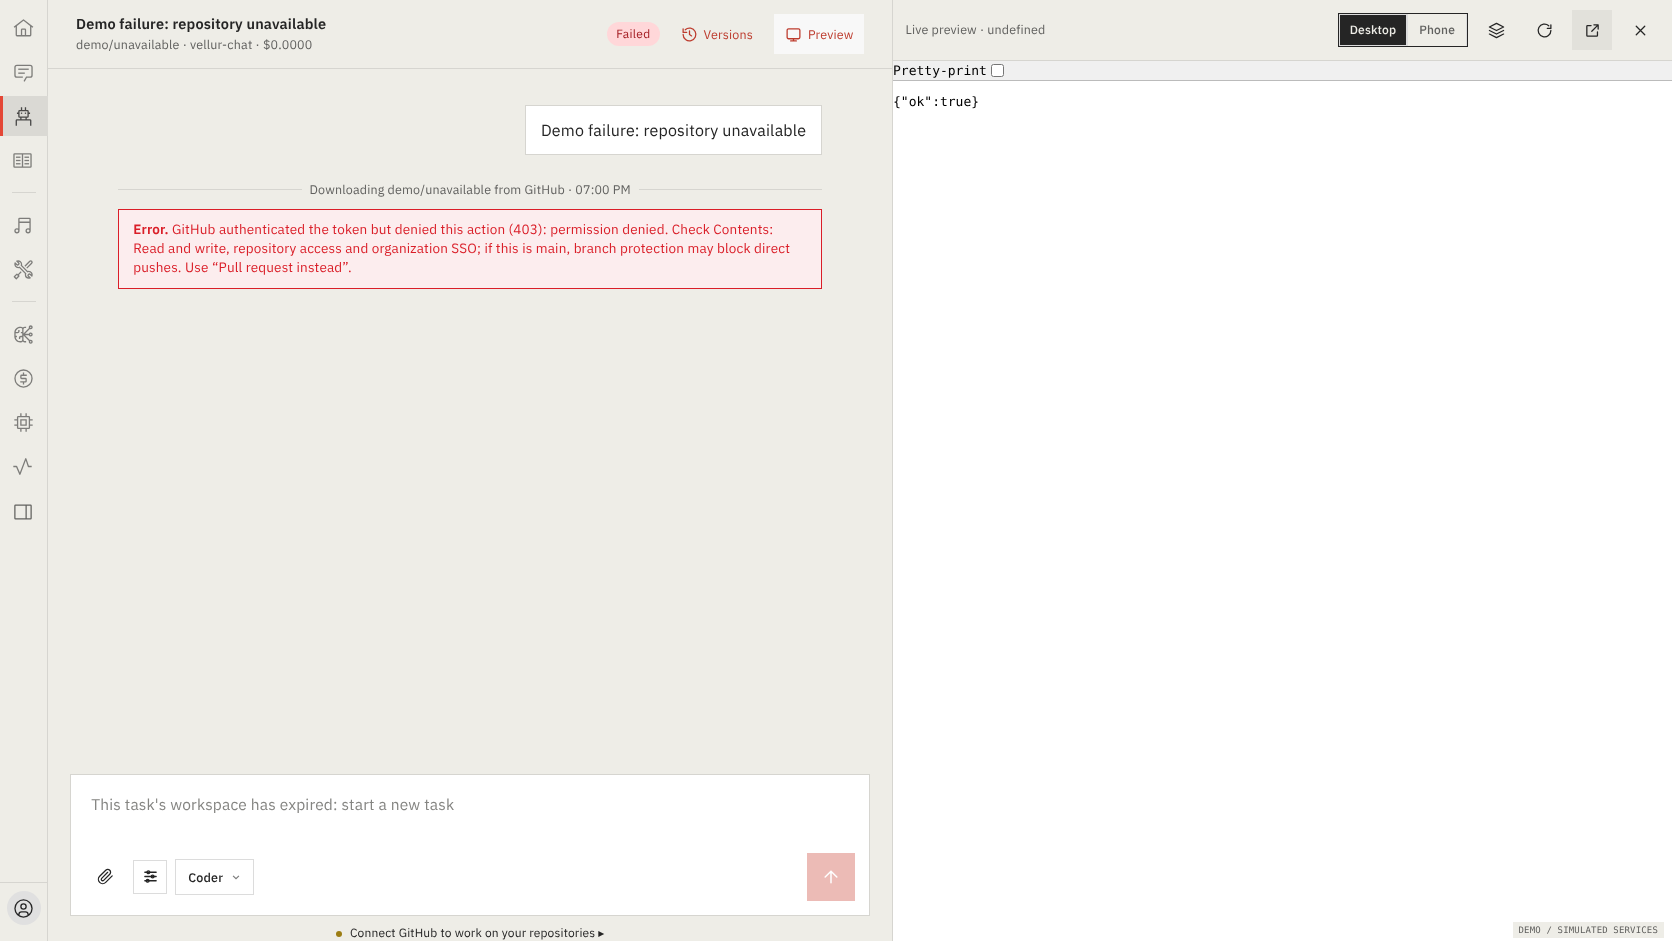 Demo failure: repository unavailable
demo/unavailable · vellur-chat · $0.0000
Failed
Versions
Preview
Live preview · undefined
Desktop
Phone
Pretty-print
{"ok":true}
Demo failure: repository unavailable
Downloading demo/unavailable from GitHub · 07:00 PM
Error. GitHub authenticated the token but denied this action (403): permission denied. Check Contents:
Read and write, repository access and organization SSO; if this is main, branch protection may block direct
pushes. Use “Pull request instead”.
This task's workspace has expired: start a new task
Coder
Connect GitHub to work on your repositories ▸
DEMO / SIMULATED SERVICES